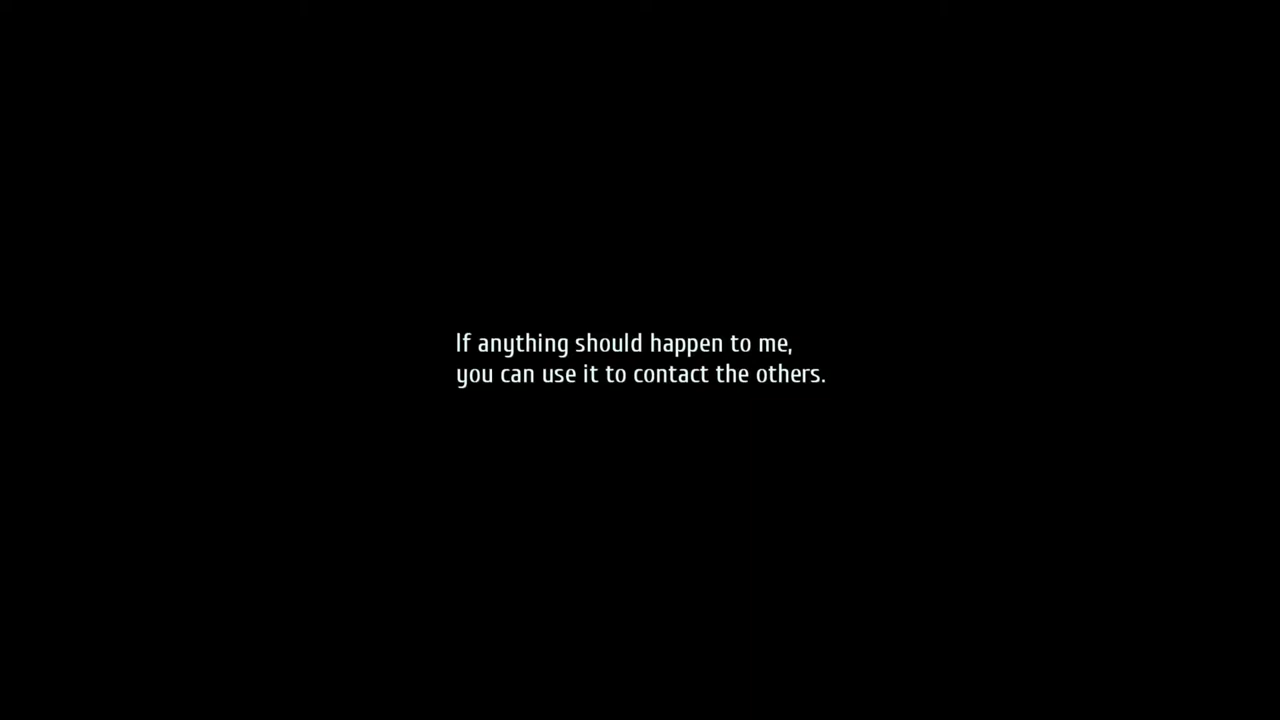 If anything should happen to me,
you can use it to contact the others.